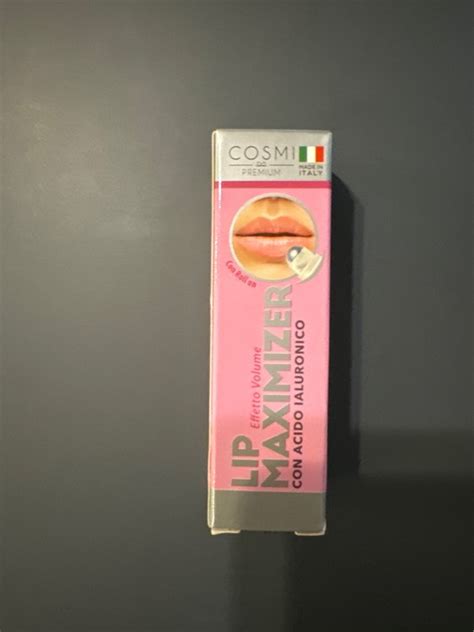 COSMI
PREMIUM
MADE IN
ITALY
Con Roll on
LIP
MAXIMIZER
Effetto Volume
CON ACIDO IALURONICO